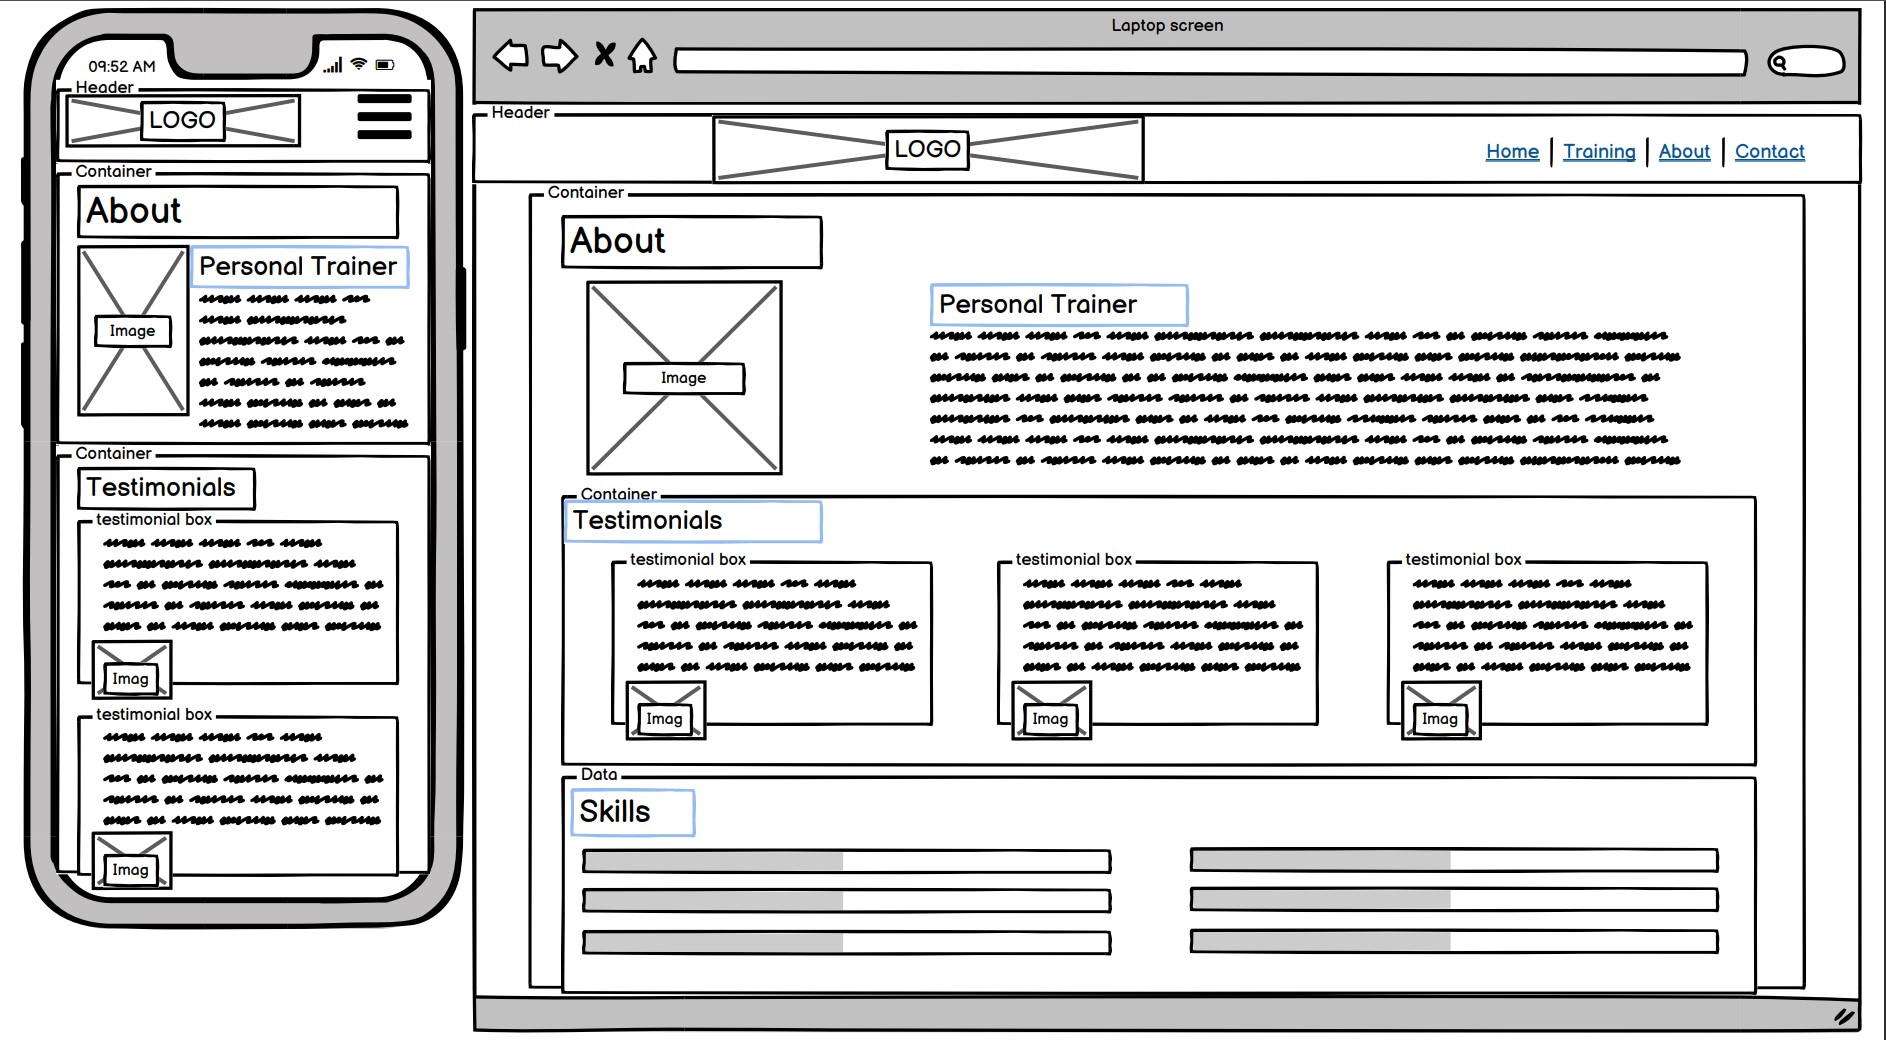 09:52 AM
Header
LOGO
Container
About
Personal Trainer
Image
Container
Testimonials
testimonial box
Imag
testimonial box
Imag
Laptop screen
Header
LOGO
Home | Training | About | Contact
Container
About
Personal Trainer
Image
Container
Testimonials
testimonial box testimonial box testimonial box
Imag Imag Imag
Data
Skills